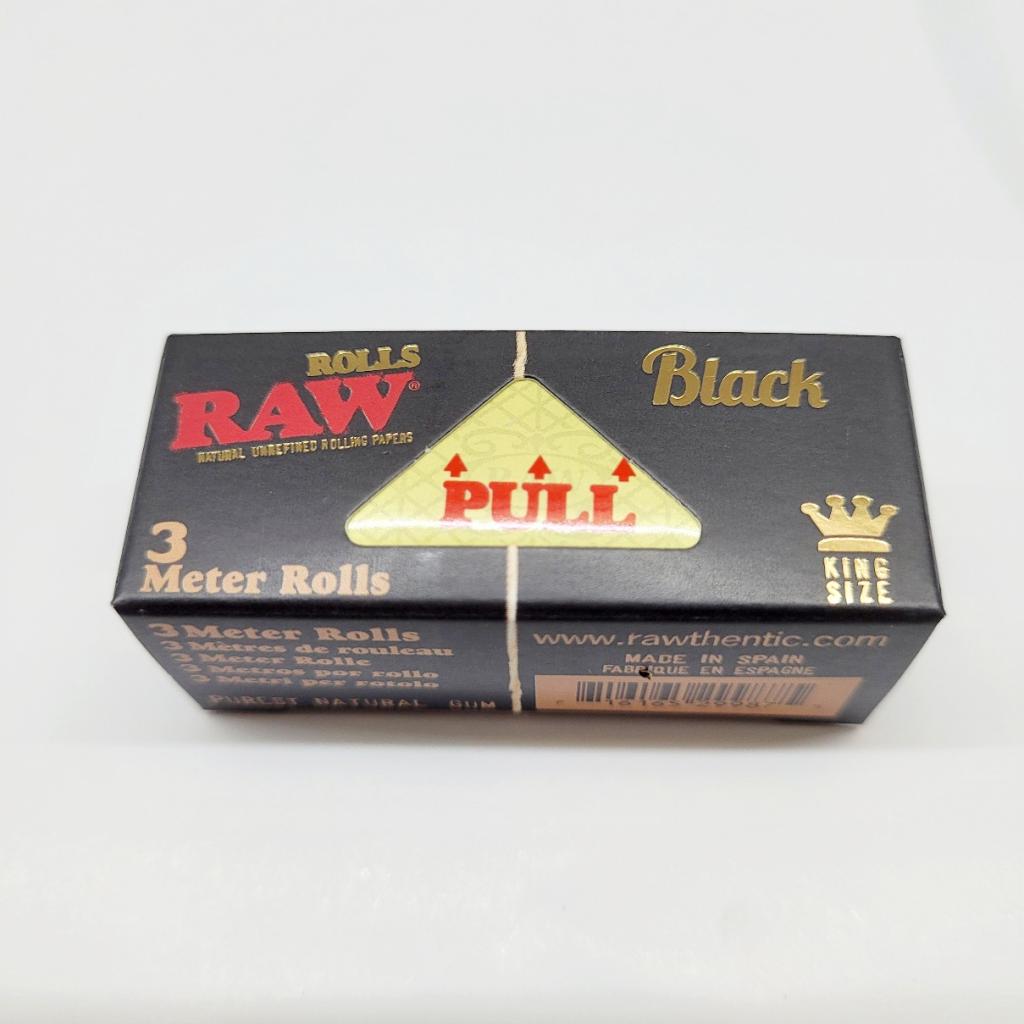 ROLLS
RAW®
NATURAL UNREFINED ROLLING PAPERS
Black
PULL
3
Meter Rolls
KING
SIZE
3 Meter Rolls
3 Mètres de rouleau
3 Meter Rolle
3 Metros por rollo
3 Metri per rotolo
PUREST NATURAL GUM
www.rawthentic.com
MADE IN SPAIN
FABRIQUE EN ESPAGNE